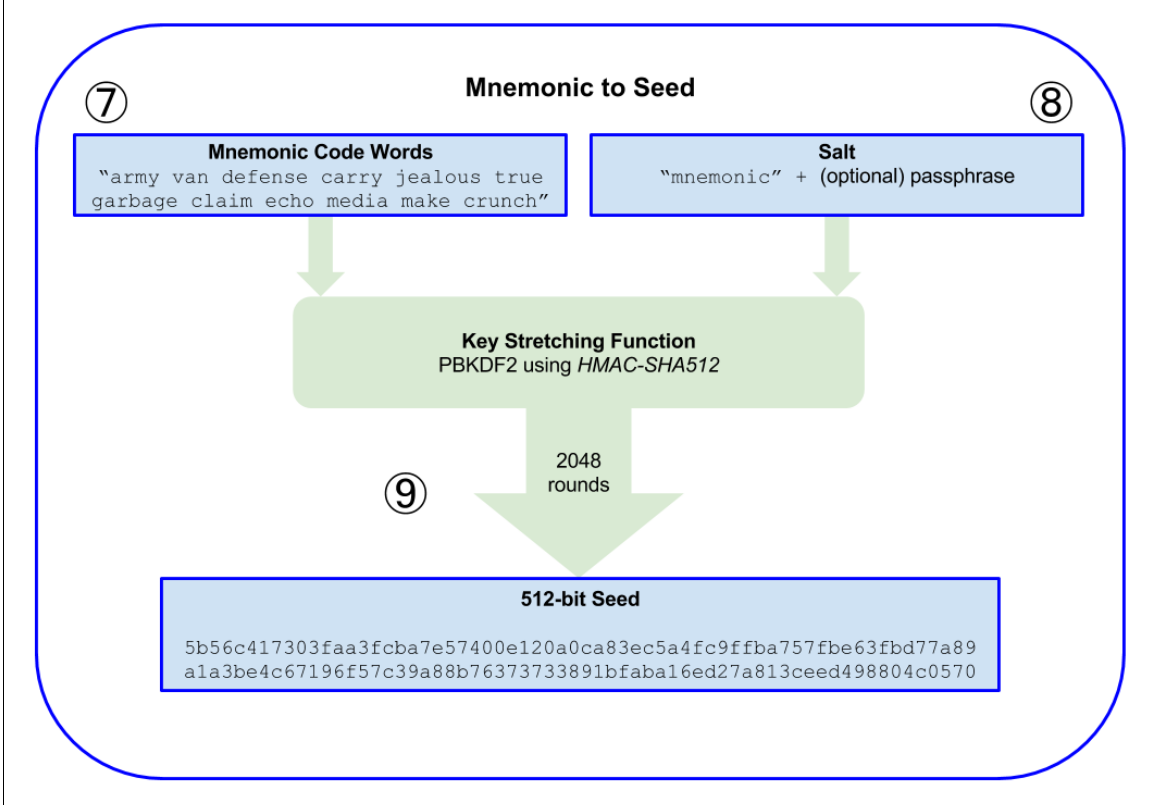 Mnemonic to Seed
⑦
⑧
Mnemonic Code Words
“army van defense carry jealous true
garbage claim echo media make crunch”
Salt
“mnemonic” + (optional) passphrase
Key Stretching Function
PBKDF2 using HMAC-SHA512
2048
rounds
⑨
512-bit Seed
5b56c417303faa3fcba7e57400e120a0ca83ec5a4fc9ffba757fbe63fbd77a89
a1a3be4c67196f57c39a88b76373733891bfaba16ed27a813ceed498804c0570